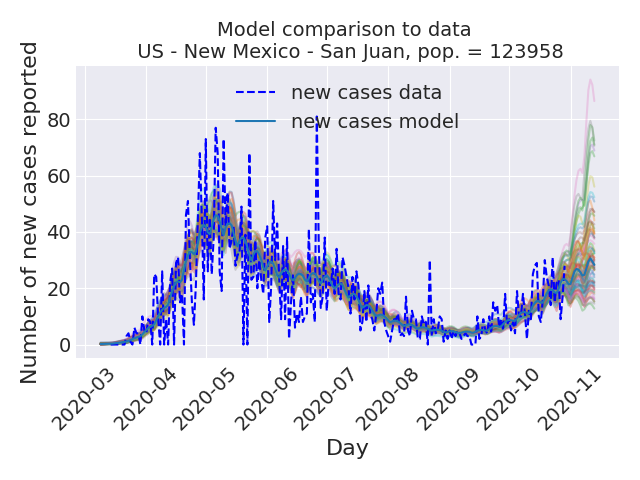 Model comparison to data
US - New Mexico - San Juan, pop. = 123958
new cases data
new cases model
Number of new cases reported
80
60
40
20
0
2020-03
2020-04
2020-05
2020-06
2020-07
2020-08
2020-09
2020-10
2020-11
Day